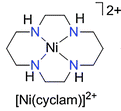 H H 2+
N N
Ni
N N
H H
[Ni(cyclam)]2+